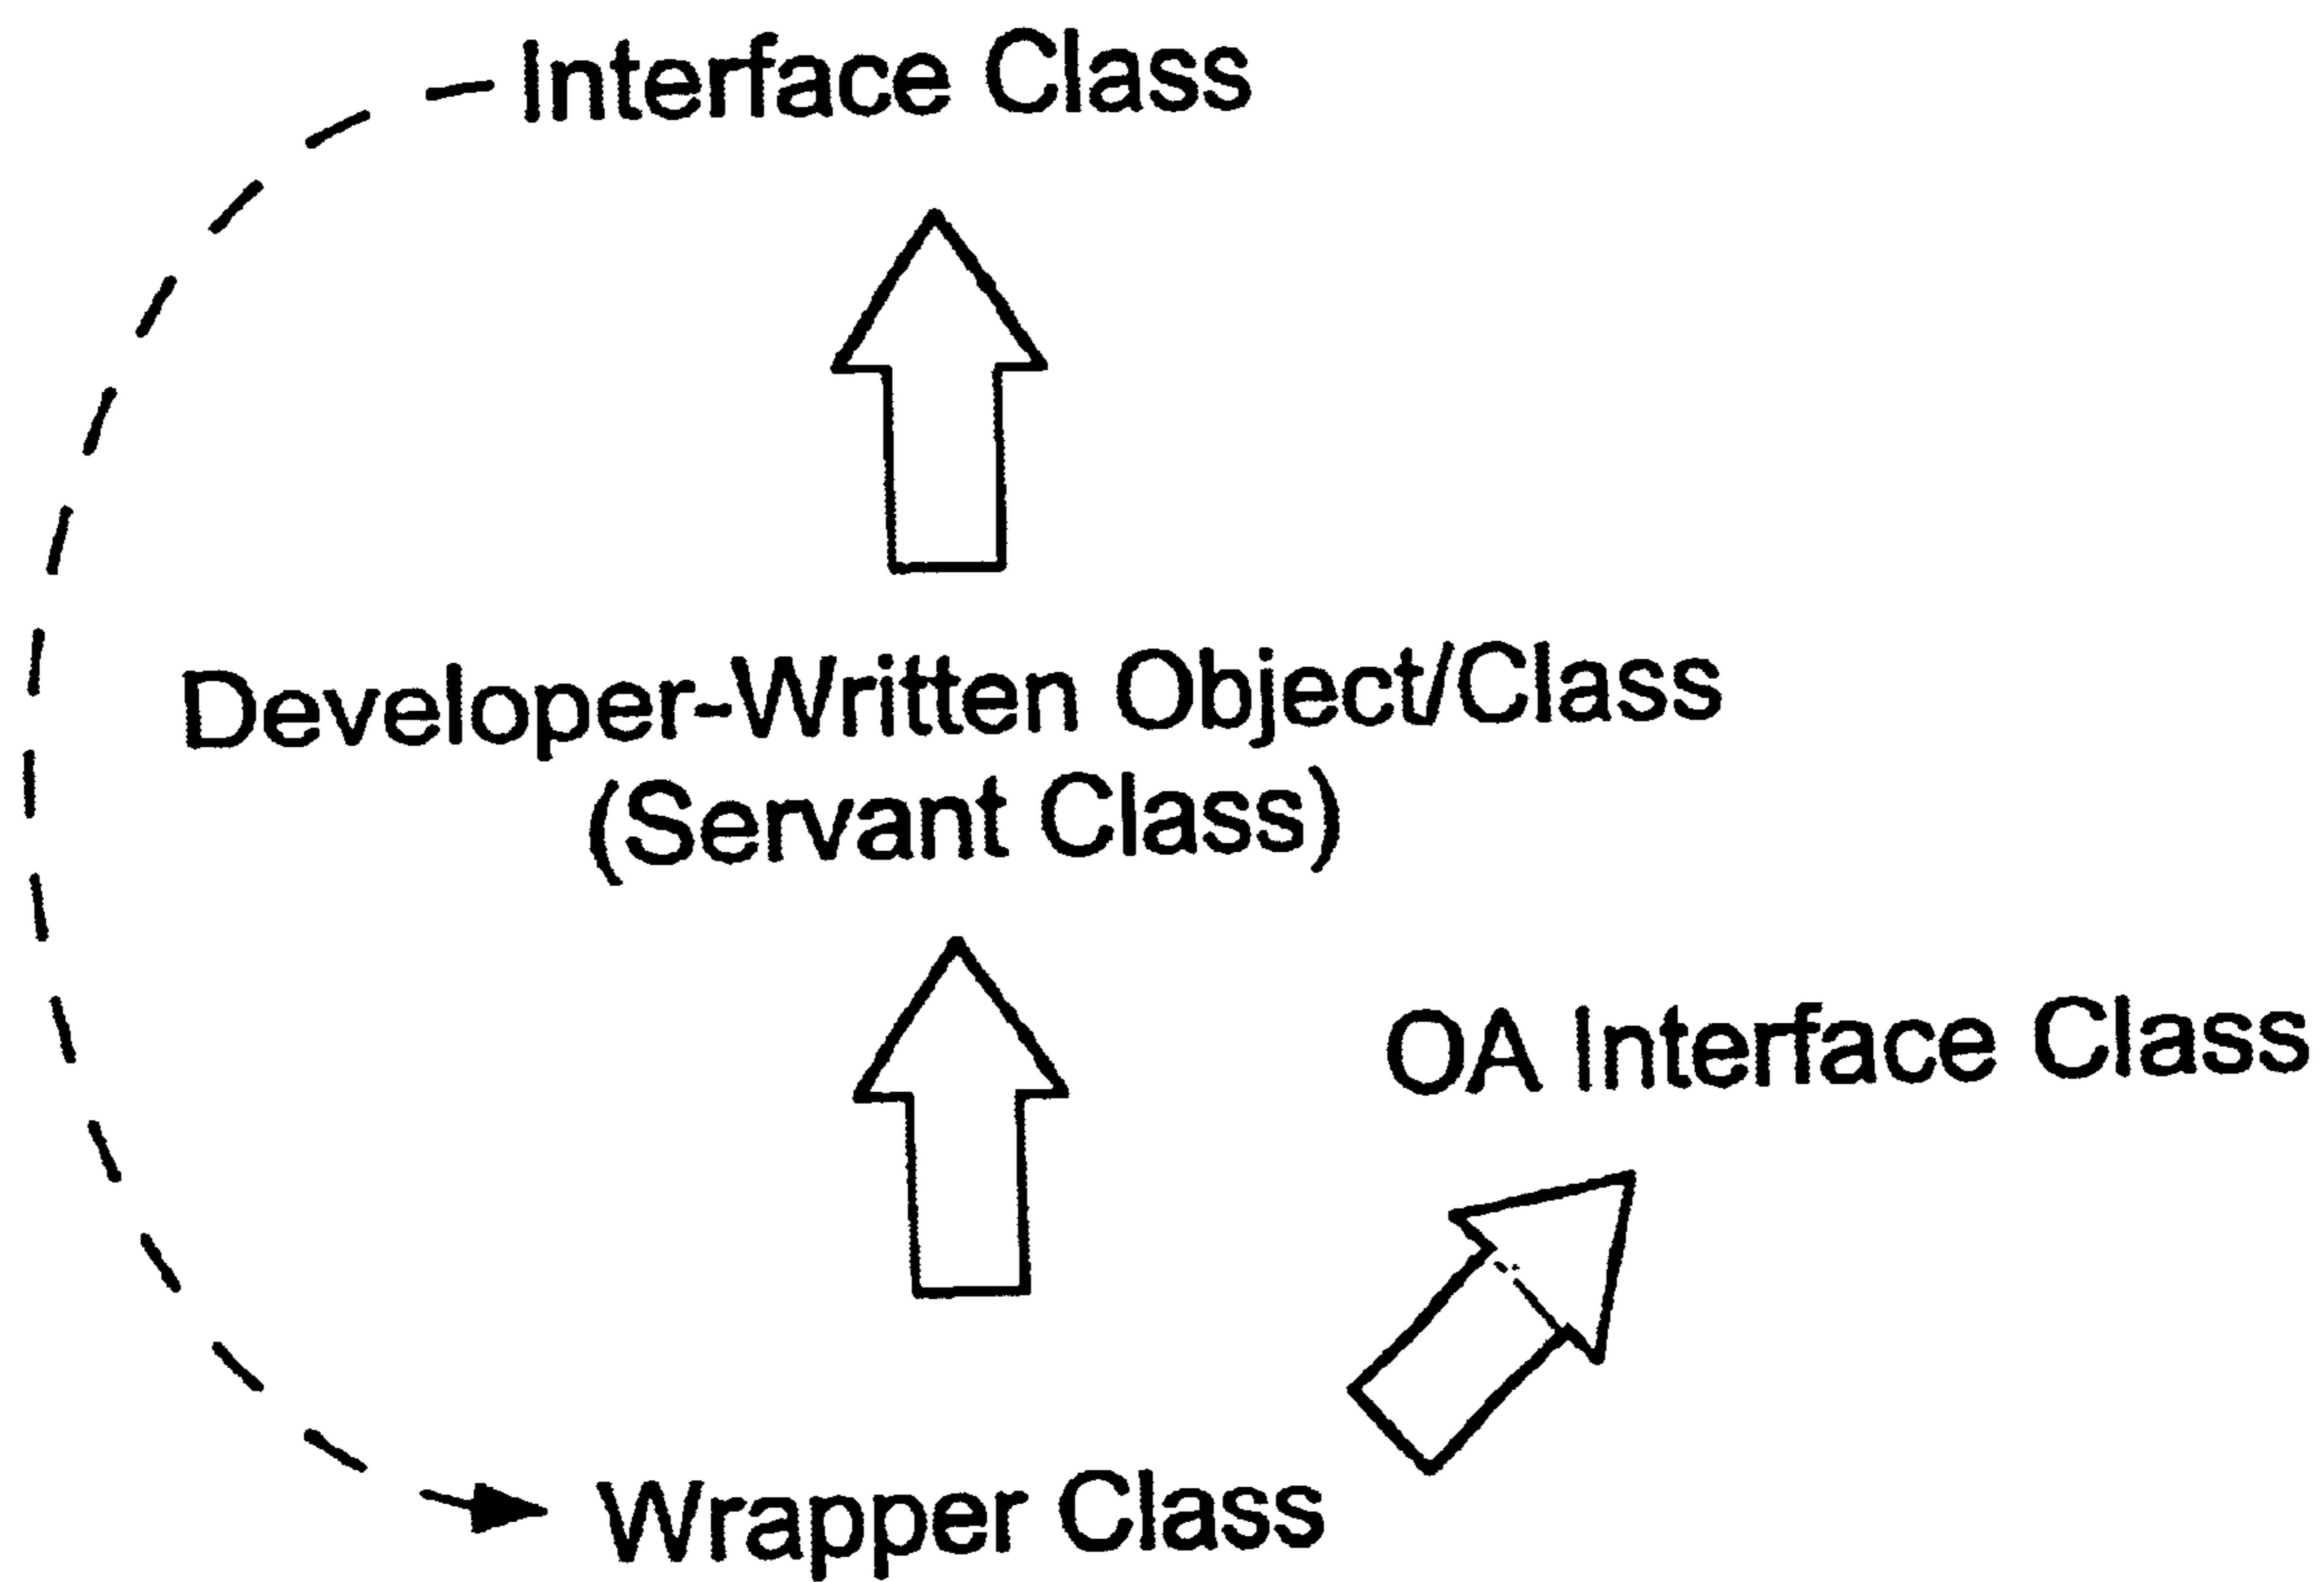 Interface Class
Developer-Written Object/Class
(Servant Class)
OA Interface Class
Wrapper Class